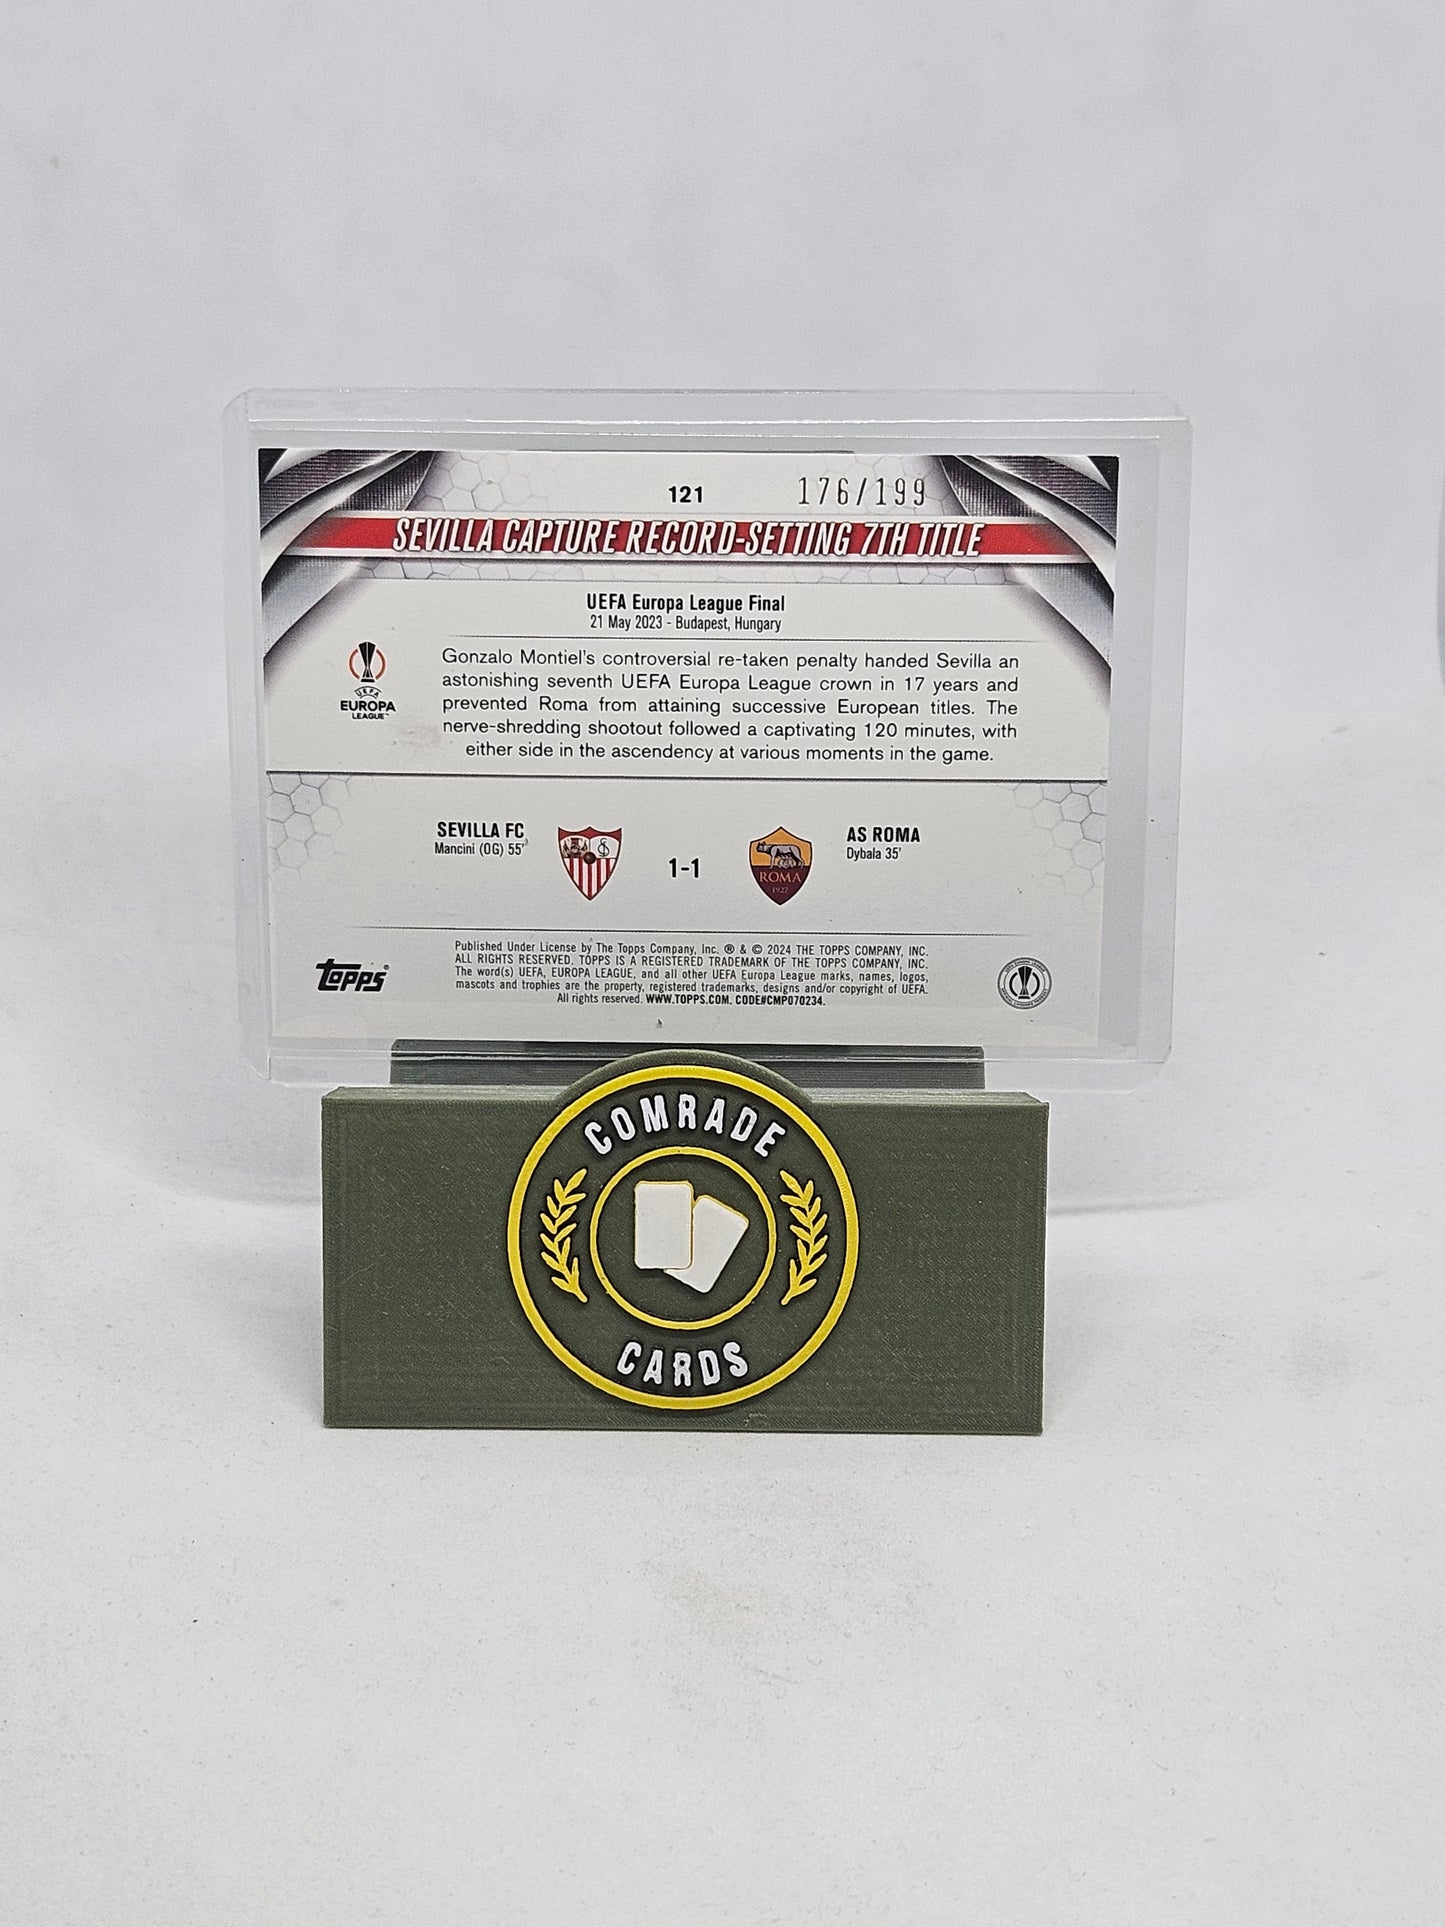 121 176/199
SEVILLA CAPTURE RECORD-SETTING 7TH TITLE
UEFA Europa League Final
21 May 2023 - Budapest, Hungary
Gonzalo Montiel's controversial re-taken penalty handed Sevilla an
astonishing seventh UEFA Europa League crown in 17 years and
prevented Roma from attaining successive European titles. The
nerve-shredding shootout followed a captivating 120 minutes, with
either side in the ascendency at various moments in the game.
UEFA
EUROPA
LEAGUE™
SEVILLA FC
Mancini (OG) 55'
1-1
ROMA
1927
AS ROMA
Dybala 35'
Published Under License by The Topps Company, Inc. ® & © 2024 THE TOPPS COMPANY, INC.
ALL RIGHTS RESERVED. TOPPS IS A REGISTERED TRADEMARK OF THE TOPPS COMPANY, INC.
The word(s) UEFA, EUROPA LEAGUE, and all other UEFA Europa League marks, names, logos,
mascots and trophies are the property, registered trademarks, designs and/or copyright of UEFA.
All rights reserved. WWW.TOPPS.COM. CODE#CMP070234.
Topps®
COMRADE
CARDS